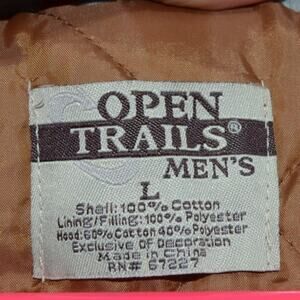 OPEN
TRAILS®
MEN'S
L
Shell: 100% Cotton
Lining/Filling: 100% Polyester
Hood: 60% Cotton 40% Polyester
Exclusive Of Decoration
Made in China
RN# 67227